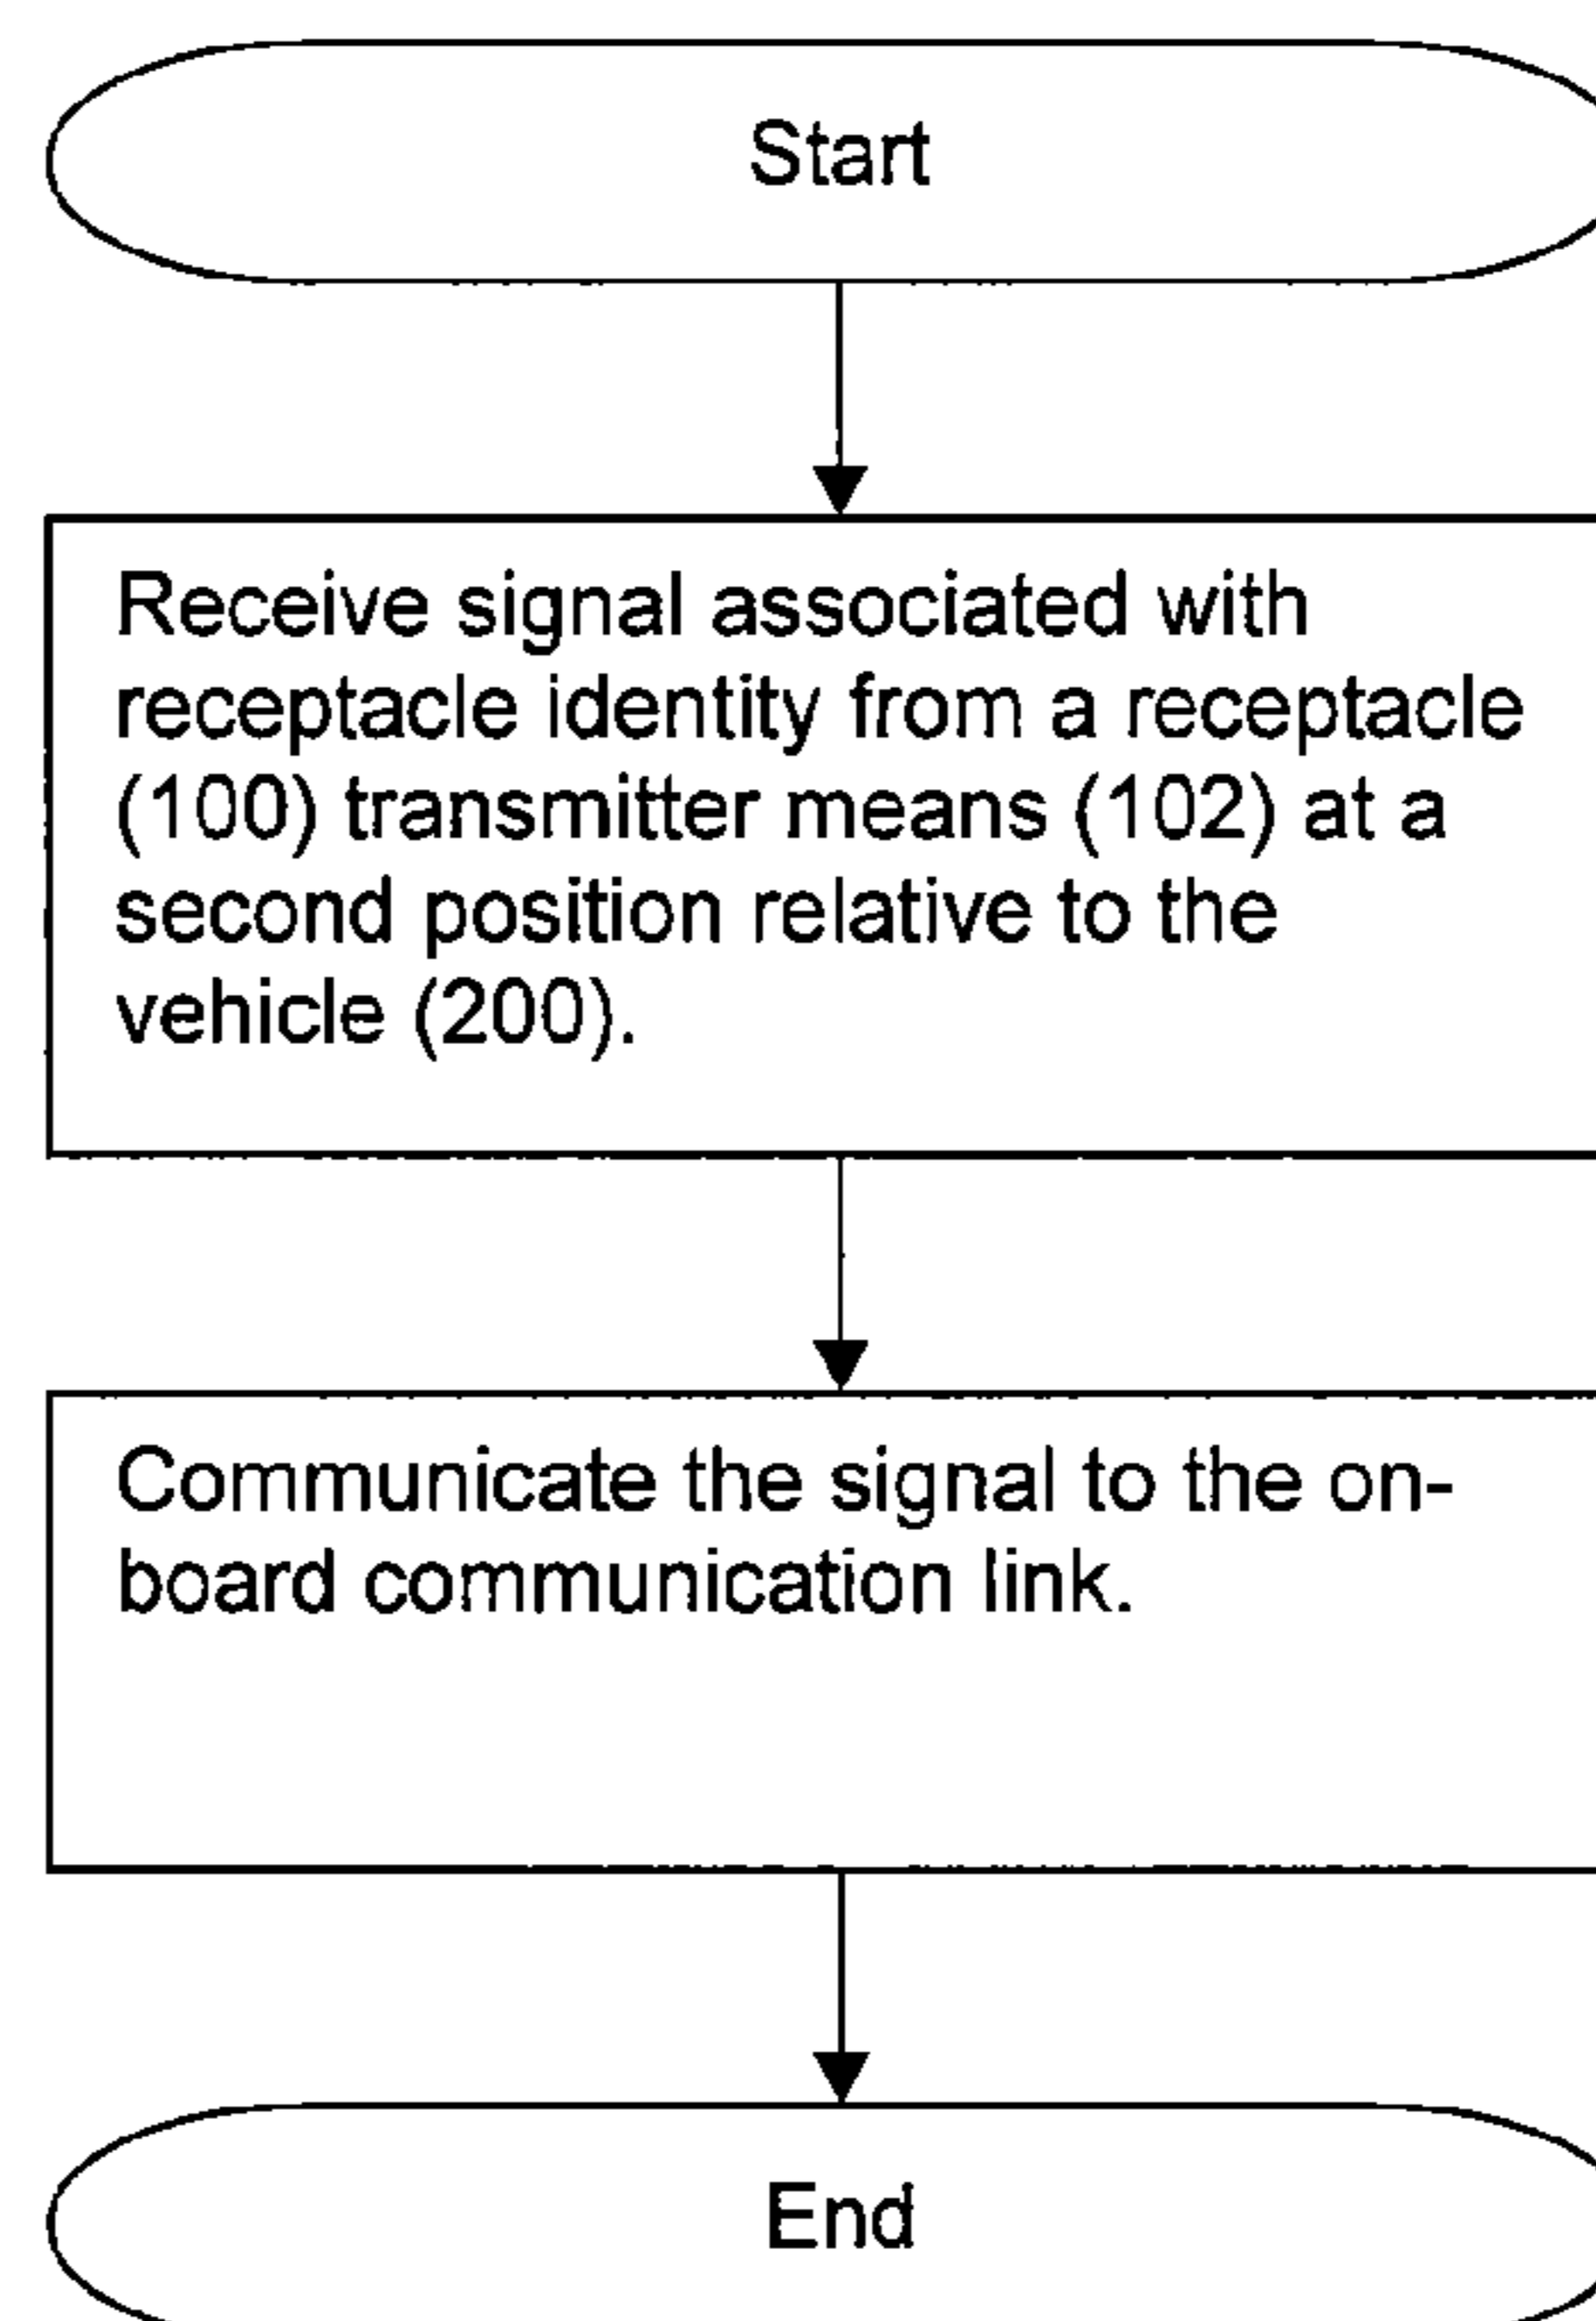 Start
Receive signal associated with
receptacle identity from a receptacle
(100) transmitter means (102) at a
second position relative to the
vehicle (200).
Communicate the signal to the on-
board communication link.
End